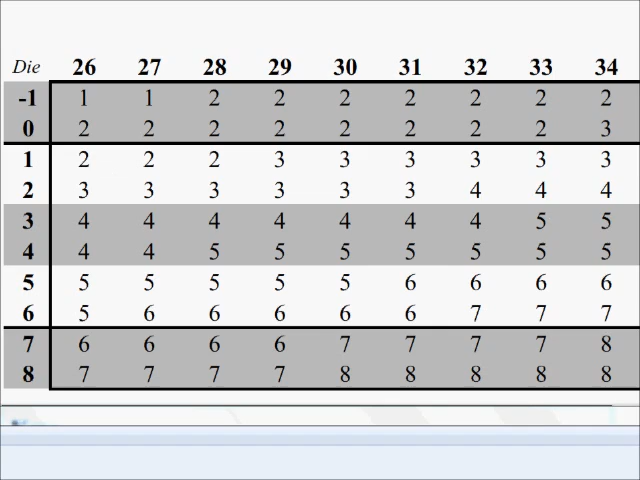 Die 26 27 28 29 30 31 32 33 34
-1 1 1 2 2 2 2 2 2 2
0 2 2 2 2 2 2 2 2 3
1 2 2 2 3 3 3 3 3 3
2 3 3 3 3 3 3 4 4 4
3 4 4 4 4 4 4 4 5 5
4 4 4 5 5 5 5 5 5 5
5 5 5 5 5 5 6 6 6 6
6 5 6 6 6 6 6 7 7 7
7 6 6 6 6 7 7 7 7 8
8 7 7 7 7 8 8 8 8 8